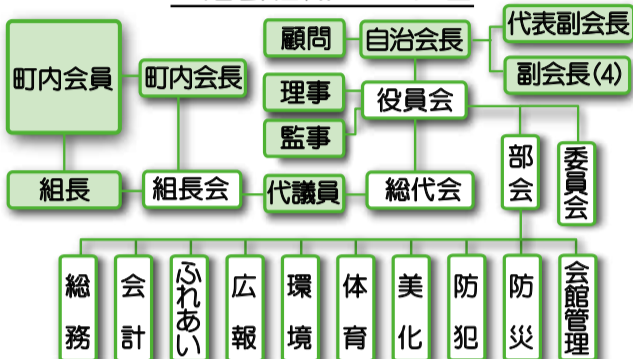 顧問
自治会長
代表副会長
町内会員
町内会長
理事
役員会
副会長(4)
監事
部会
委員会
組長
組長会
代議員
総代会
総務
会計
ふれあい
広報
環境
体育
美化
防犯
防災
会館管理